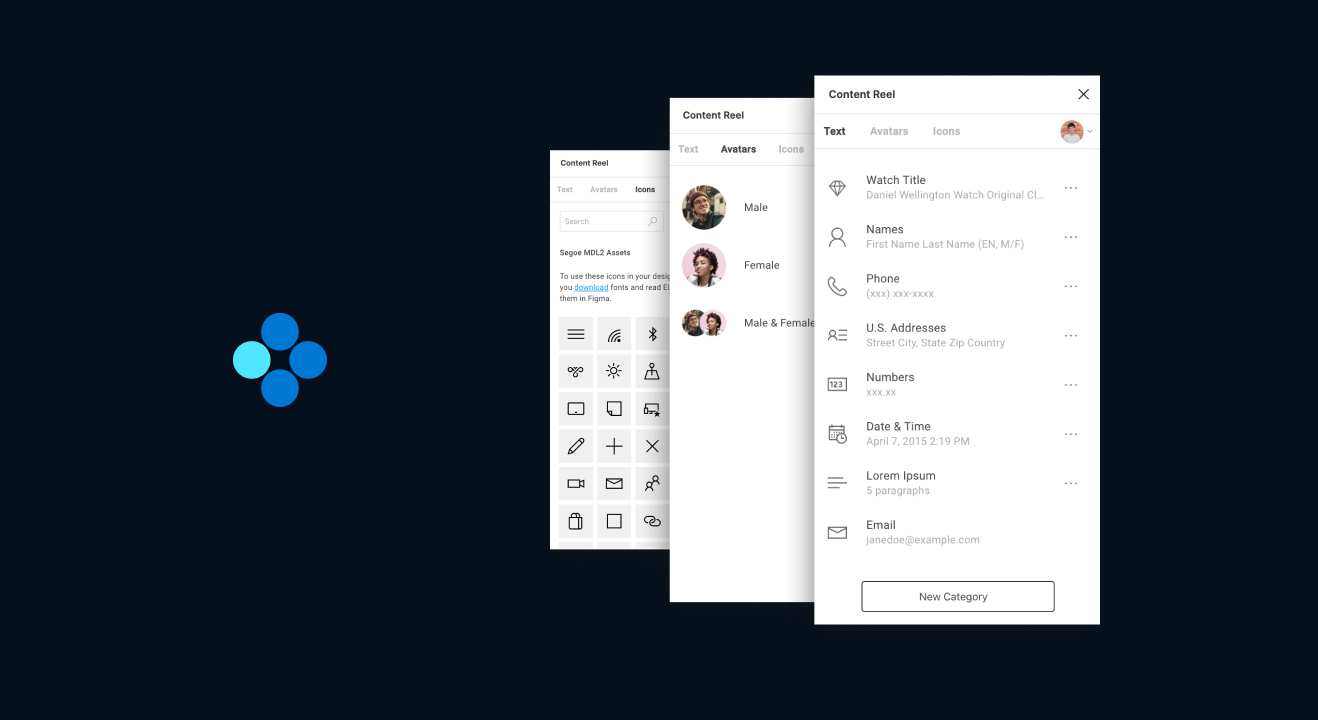 Content Reel
Text Avatars Icons
Search
Segoe MDL2 Assets
To use these icons in your desig
you download fonts and read
them in Figma.
Content Reel
Text Avatars Icons
Male
Female
Male & Female
Content Reel
Text Avatars Icons
Watch Title
Daniel Wellington Watch Original Cl...
Names
First Name Last Name (EN, M/F)
Phone
(xxx) xxx-xxxx
U.S. Addresses
Street City, State Zip Country
123
Numbers
xxx.xx
Date & Time
April 7, 2015 2:19 PM
Lorem Ipsum
5 paragraphs
Email
janedoe@example.com
New Category